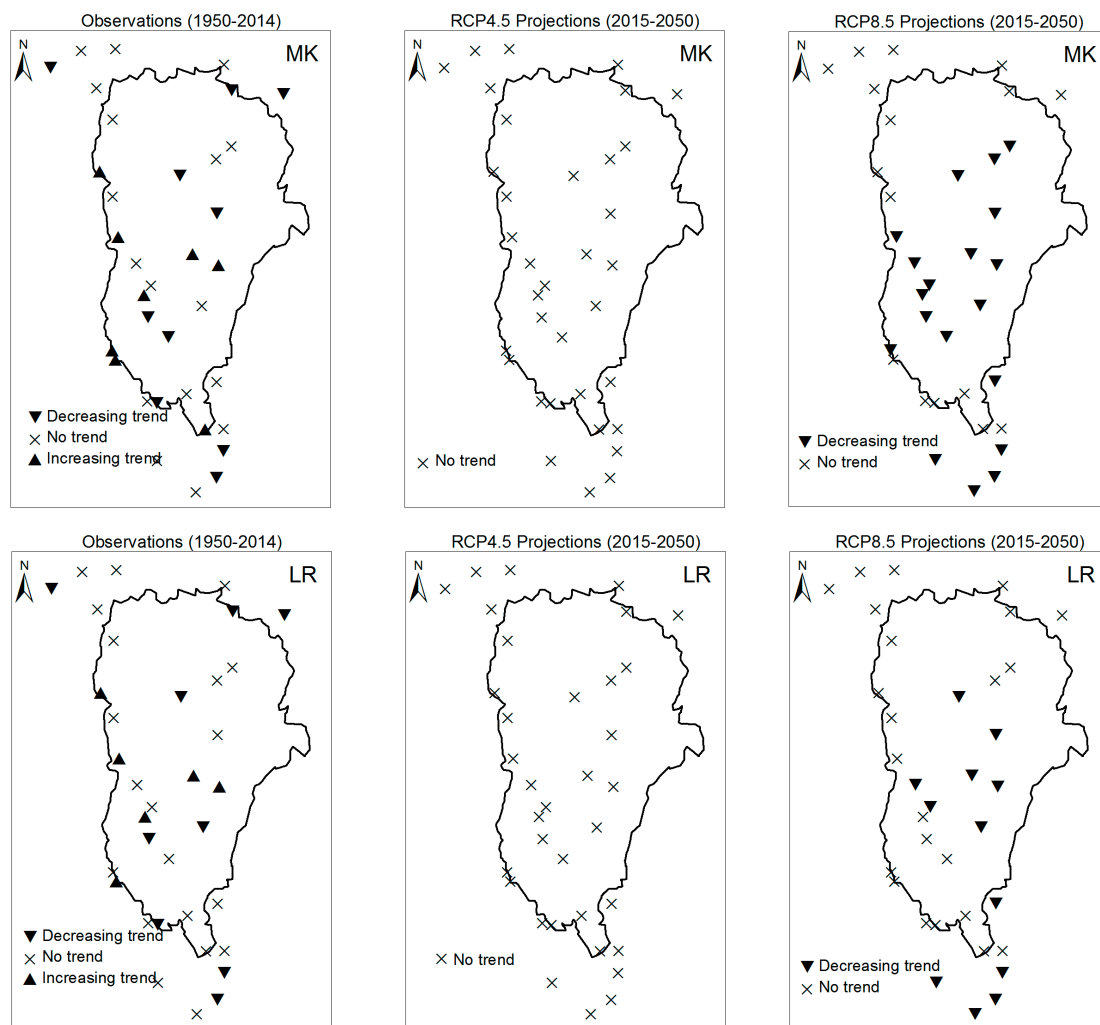 Observations (1950-2014)
N
MK
Decreasing trend
No trend
Increasing trend
RCP4.5 Projections (2015-2050)
N
MK
No trend
RCP8.5 Projections (2015-2050)
N
MK
Decreasing trend
No trend
Observations (1950-2014)
N
LR
Decreasing trend
No trend
Increasing trend
RCP4.5 Projections (2015-2050)
N
LR
No trend
RCP8.5 Projections (2015-2050)
N
LR
Decreasing trend
No trend